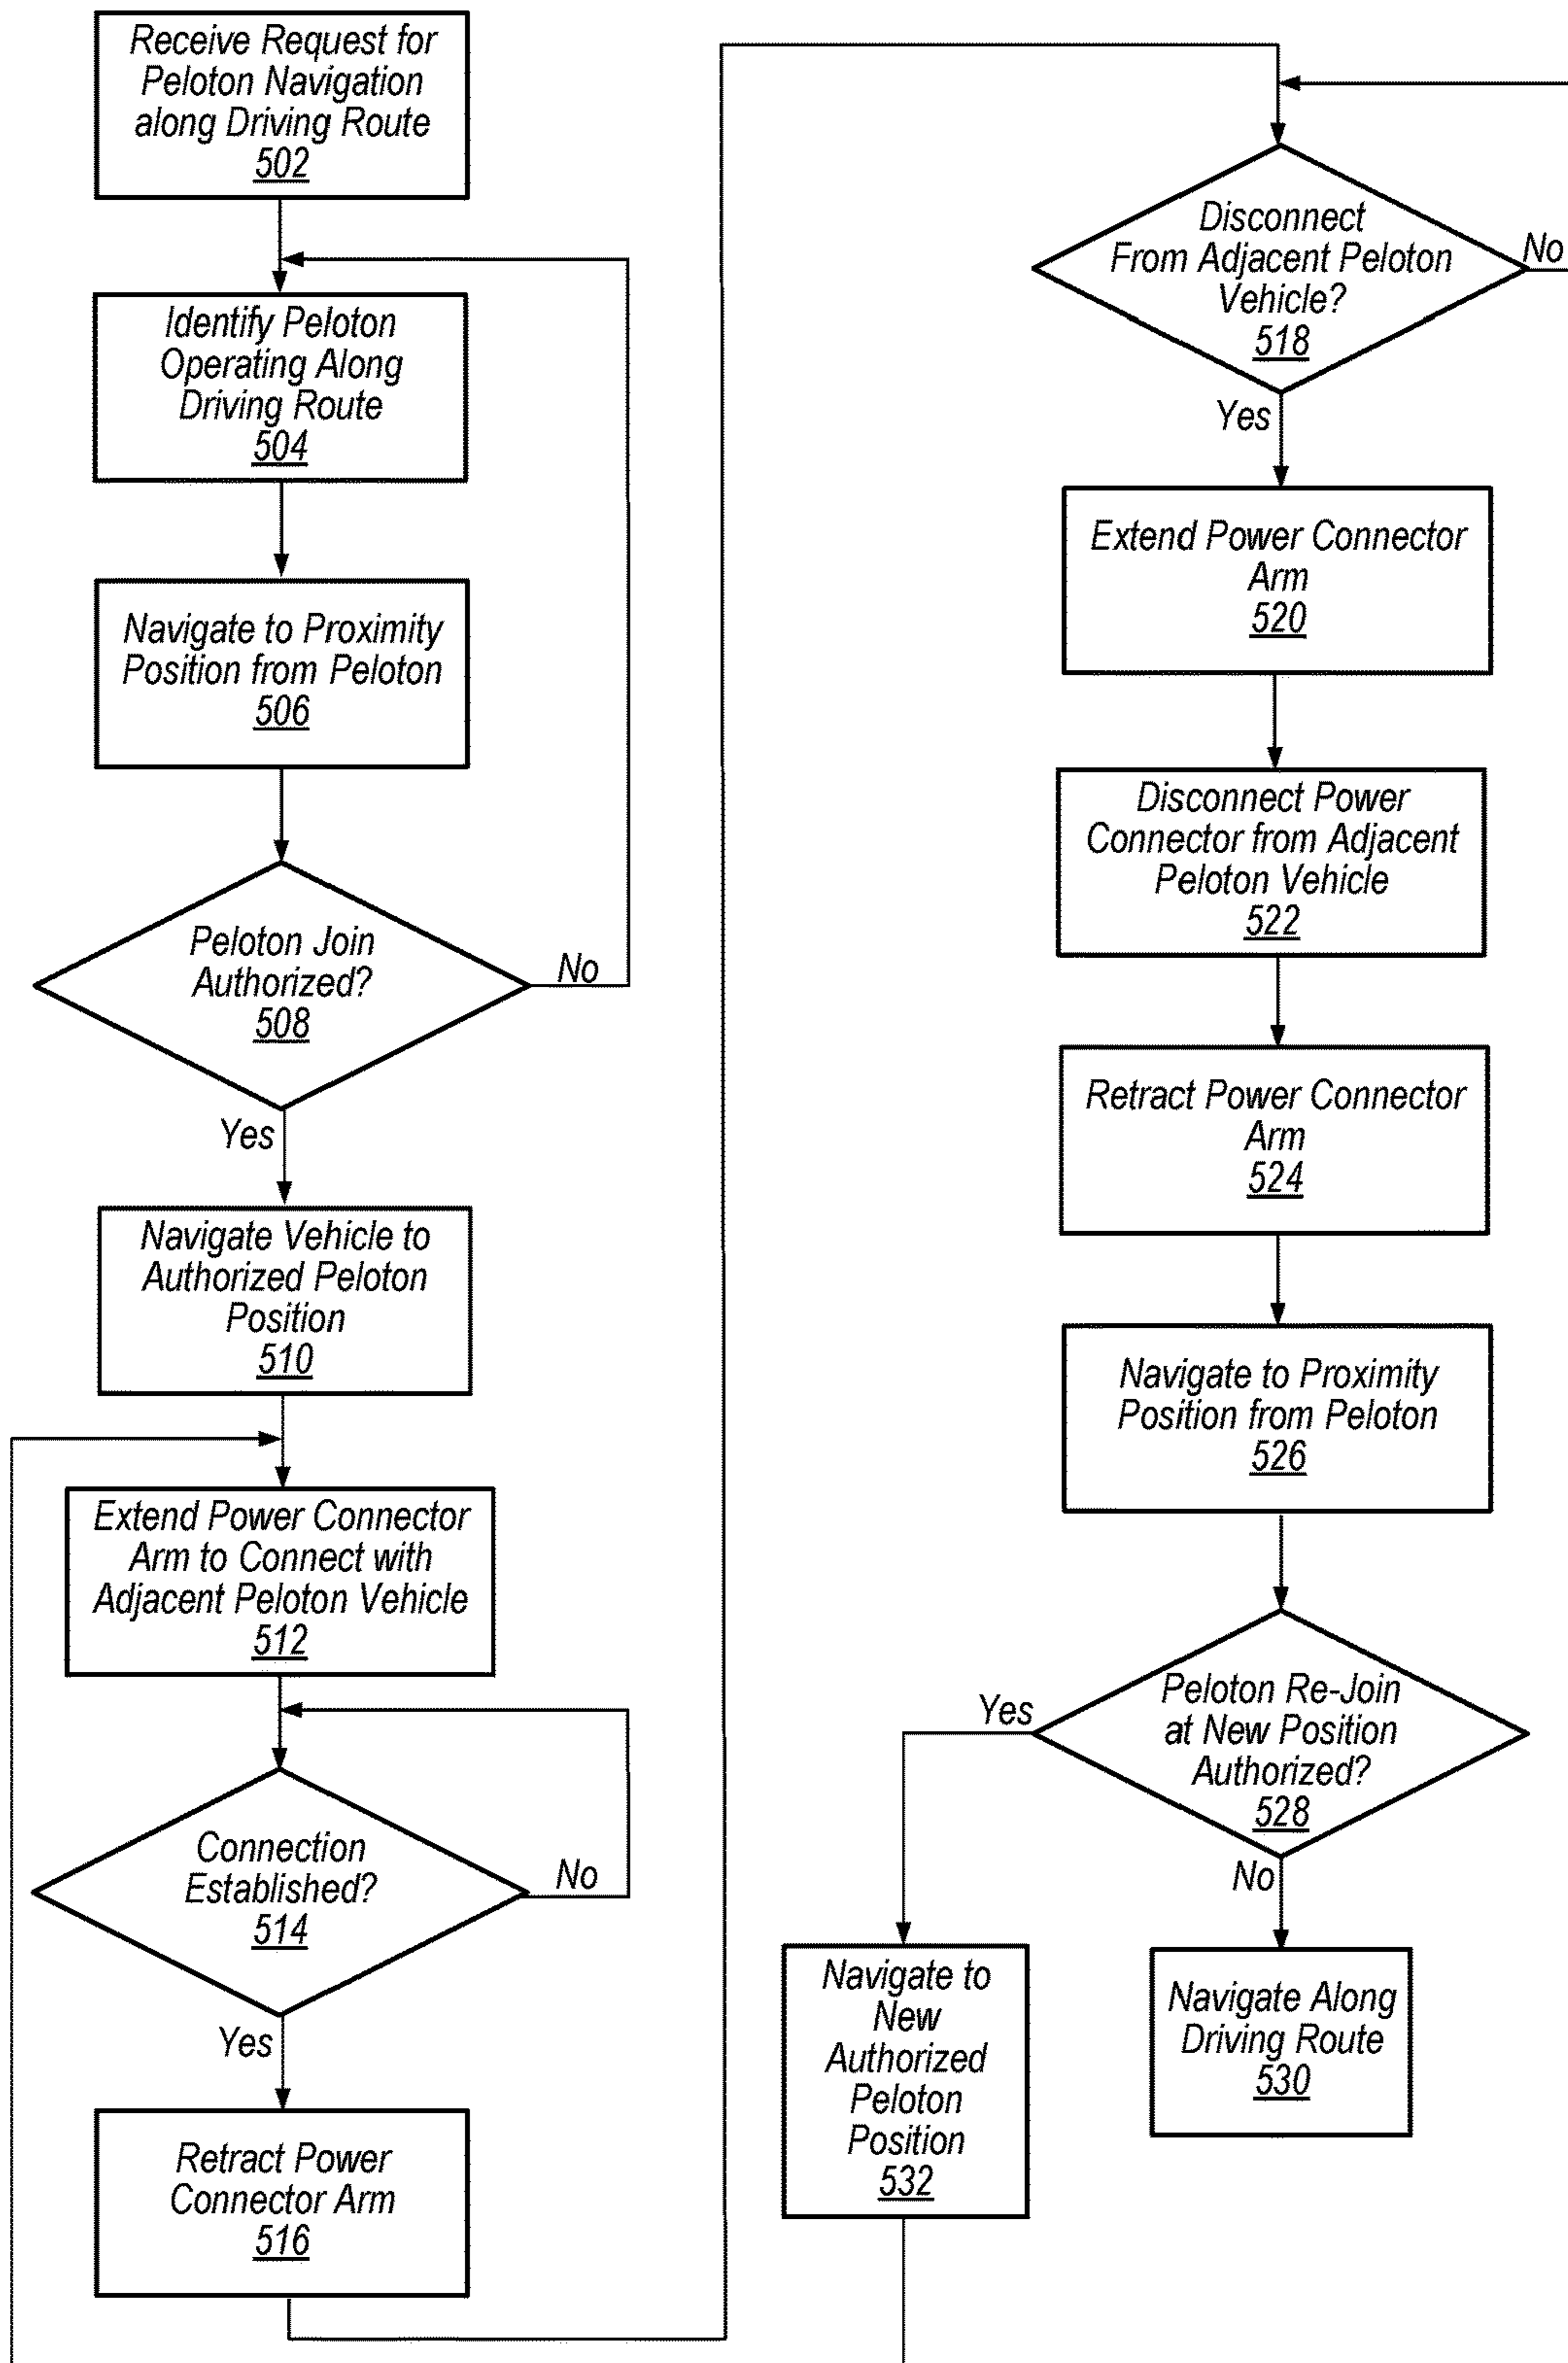 Receive Request for
Peloton Navigation
along Driving Route
502
Identify Peloton
Operating Along
Driving Route
504
Navigate to Proximity
Position from Peloton
506
Peloton Join
Authorized?
508
No
Yes
Navigate Vehicle to
Authorized Peloton
Position
510
Extend Power Connector
Arm to Connect with
Adjacent Peloton Vehicle
512
Connection
Established?
514
No
Yes
Retract Power
Connector Arm
516
Disconnect
From Adjacent Peloton
Vehicle?
518
No
Yes
Extend Power Connector
Arm
520
Disconnect Power
Connector from Adjacent
Peloton Vehicle
522
Retract Power Connector
Arm
524
Navigate to Proximity
Position from Peloton
526
Peloton Re-Join
at New Position
Authorized?
528
Yes
No
Navigate to
New
Authorized
Peloton
Position
532
Navigate Along
Driving Route
530